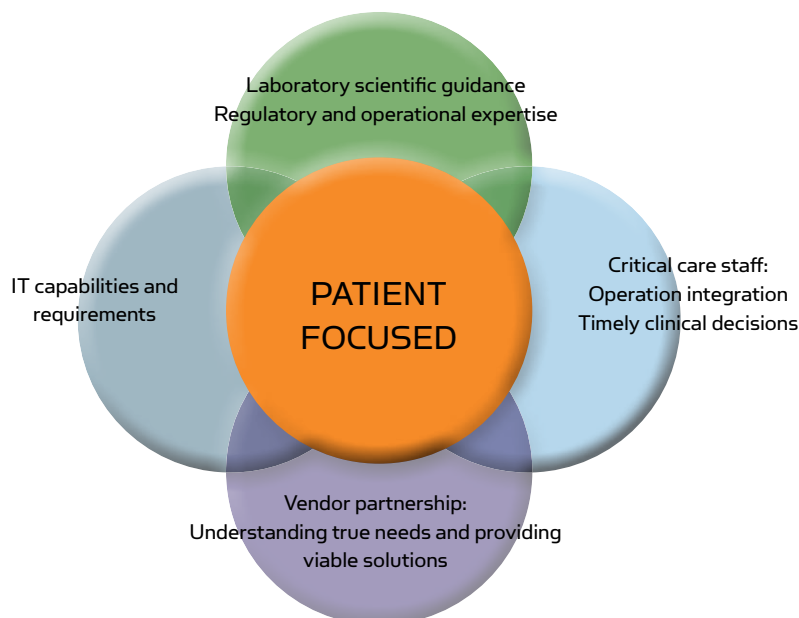 Laboratory scientific guidance
Regulatory and operational expertise
IT capabilities and
requirements
PATIENT
FOCUSED
Critical care staff:
Operation integration
Timely clinical decisions
Vendor partnership:
Understanding true needs and providing
viable solutions